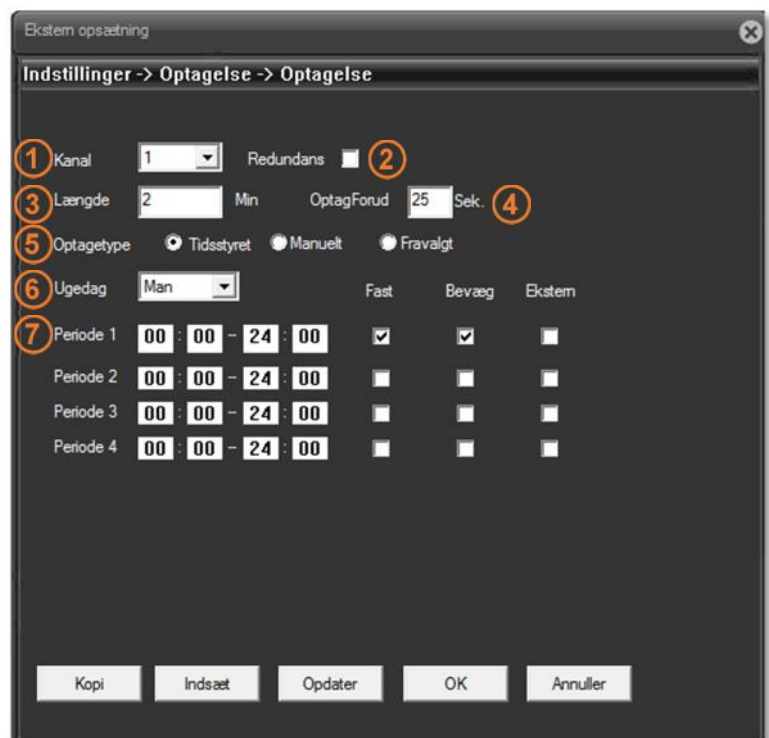 Ekstern opsætning
Indstillinger -> Optagelse -> Optagelse
1 Kanal 1 Redundans 2
3 Længde 2 Min OptagForud 25 Sek. 4
5 Optagetype Tidsstyret Manuelt Fravalgt
6 Ugedag Man Fast Bevæg Ekstern
7 Periode 1 00 : 00 - 24 : 00
Periode 2 00 : 00 - 24 : 00
Periode 3 00 : 00 - 24 : 00
Periode 4 00 : 00 - 24 : 00
Kopi Indsæt Opdater OK Annuller